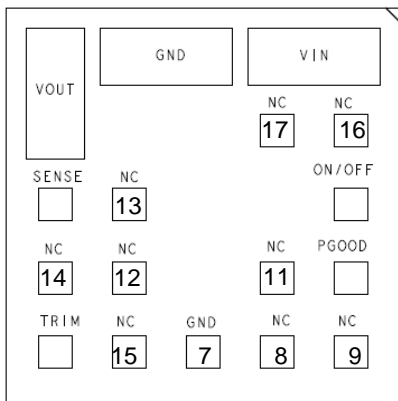 GND VIN
VOUT
NC NC
17 16
SENSE NC ON/OFF
13
NC NC NC PGOOD
14 12 11
TRIM NC GND NC NC
15 7 8 9